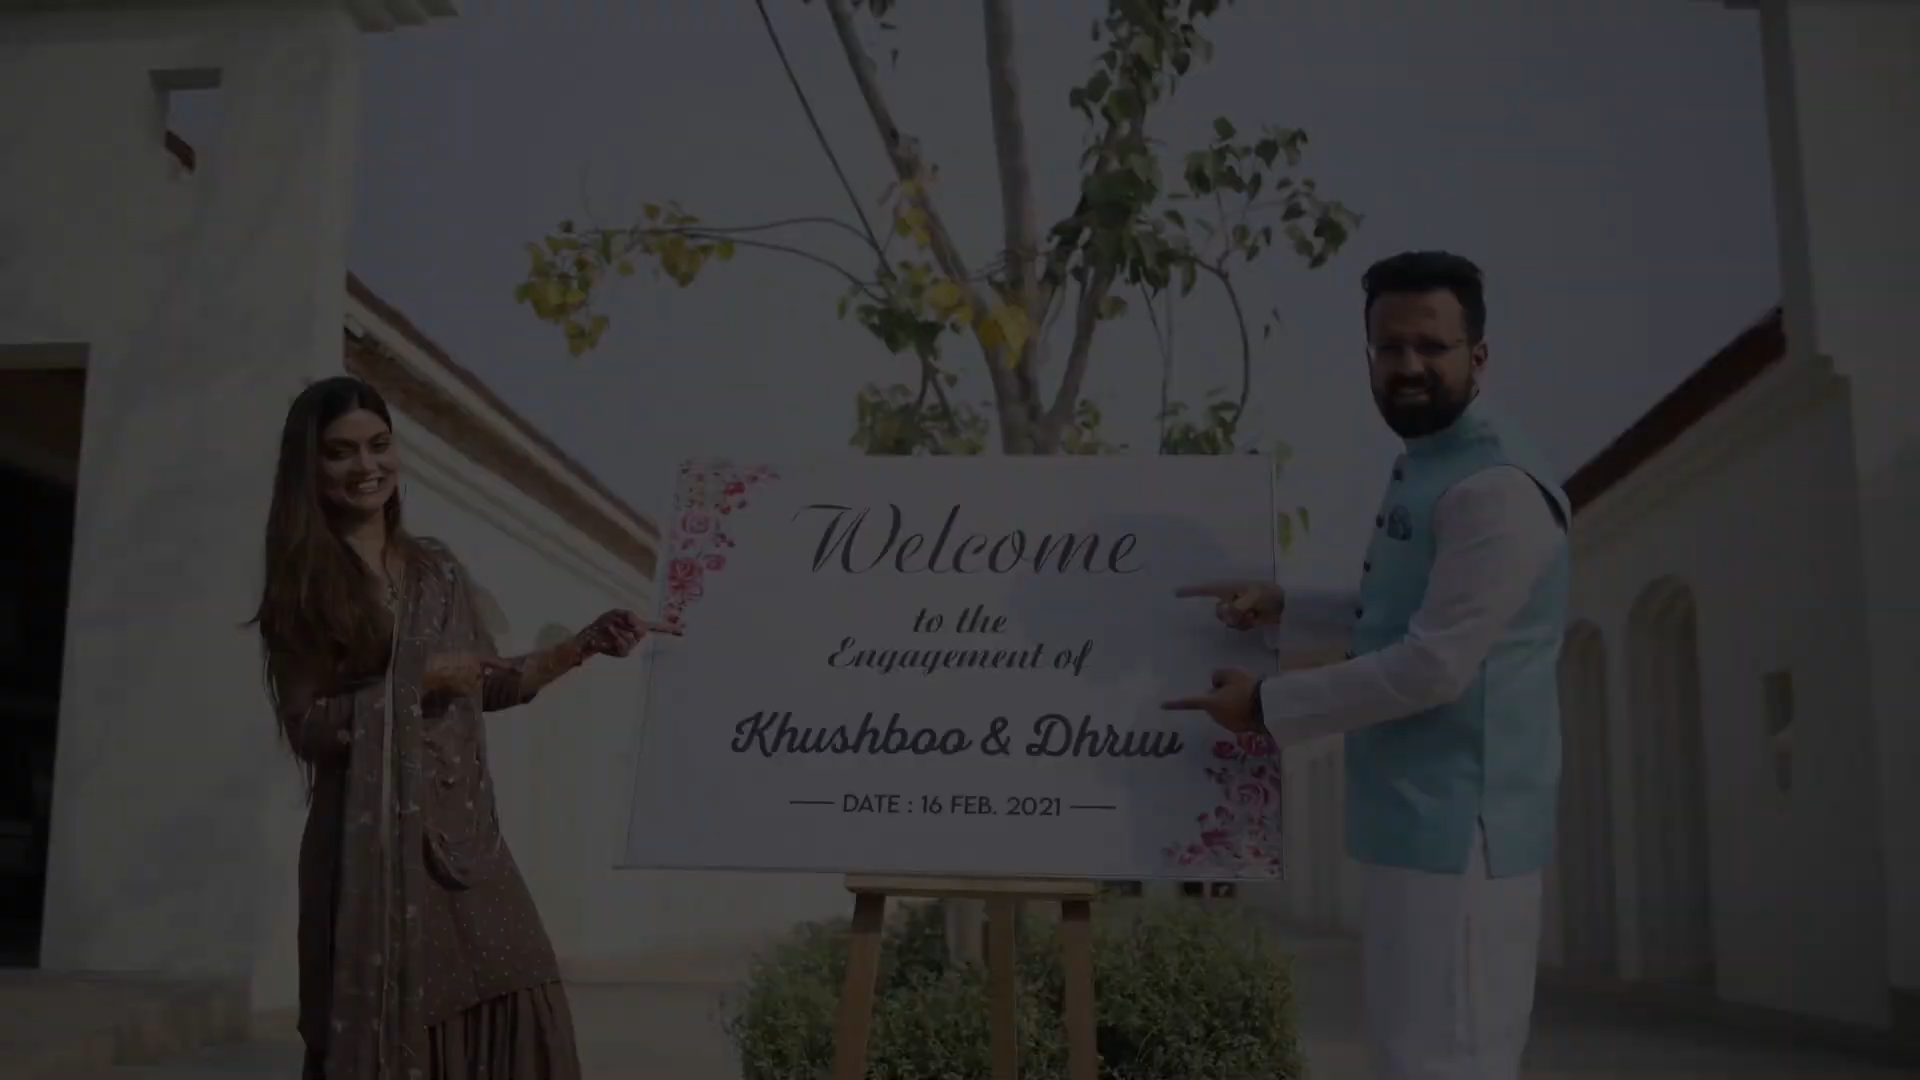 Welcome
to the
Engagement of
Khushboo & Dhruv
DATE : 16 FEB. 2021